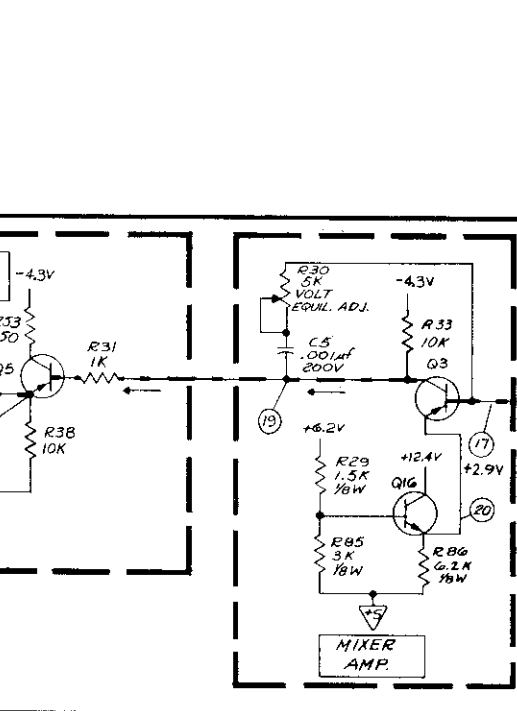 -4.3V
50
Q5
R38
10K
R31
1K
R30
5K
VOLT
EQUIL. ADJ.
C5
.001µf
200V
19
-4.3V
R33
10K
Q3
17
+2.9V
+6.2V
R29
1.5K
1/8W
+12.4V
Q16
20
R85
3K
1/8W
R86
6.2K
1/8W
+S
MIXER
AMP.